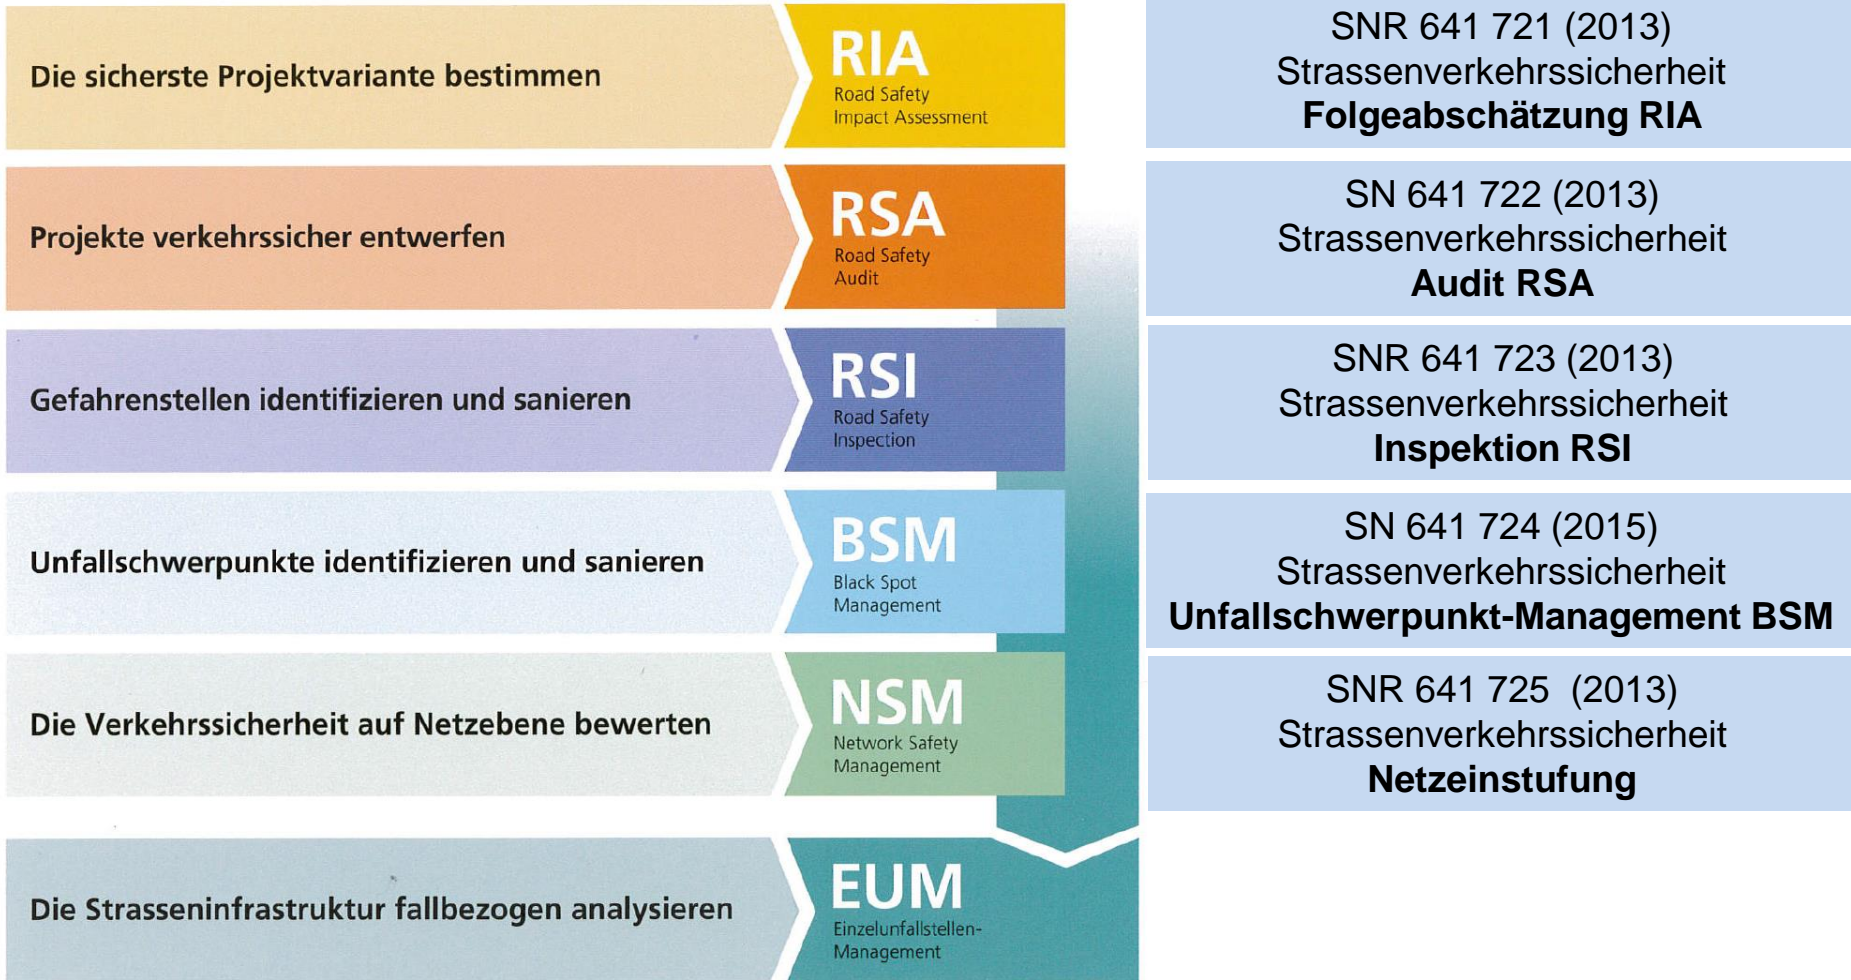 Die sicherste Projektvariante bestimmen
RIA
Road Safety
Impact Assessment
SNR 641 721 (2013)
Strassenverkehrssicherheit
Folgeabschätzung RIA
Projekte verkehrssicher entwerfen
RSA
Road Safety
Audit
SN 641 722 (2013)
Strassenverkehrssicherheit
Audit RSA
Gefahrenstellen identifizieren und sanieren
RSI
Road Safety
Inspection
SNR 641 723 (2013)
Strassenverkehrssicherheit
Inspektion RSI
Unfallschwerpunkte identifizieren und sanieren
BSM
Black Spot
Management
SN 641 724 (2015)
Strassenverkehrssicherheit
Unfallschwerpunkt-Management BSM
Die Verkehrssicherheit auf Netzebene bewerten
NSM
Network Safety
Management
SNR 641 725  (2013)
Strassenverkehrssicherheit
Netzeinstufung
Die Strasseninfrastruktur fallbezogen analysieren
EUM
Einzelunfallstellen-
Management